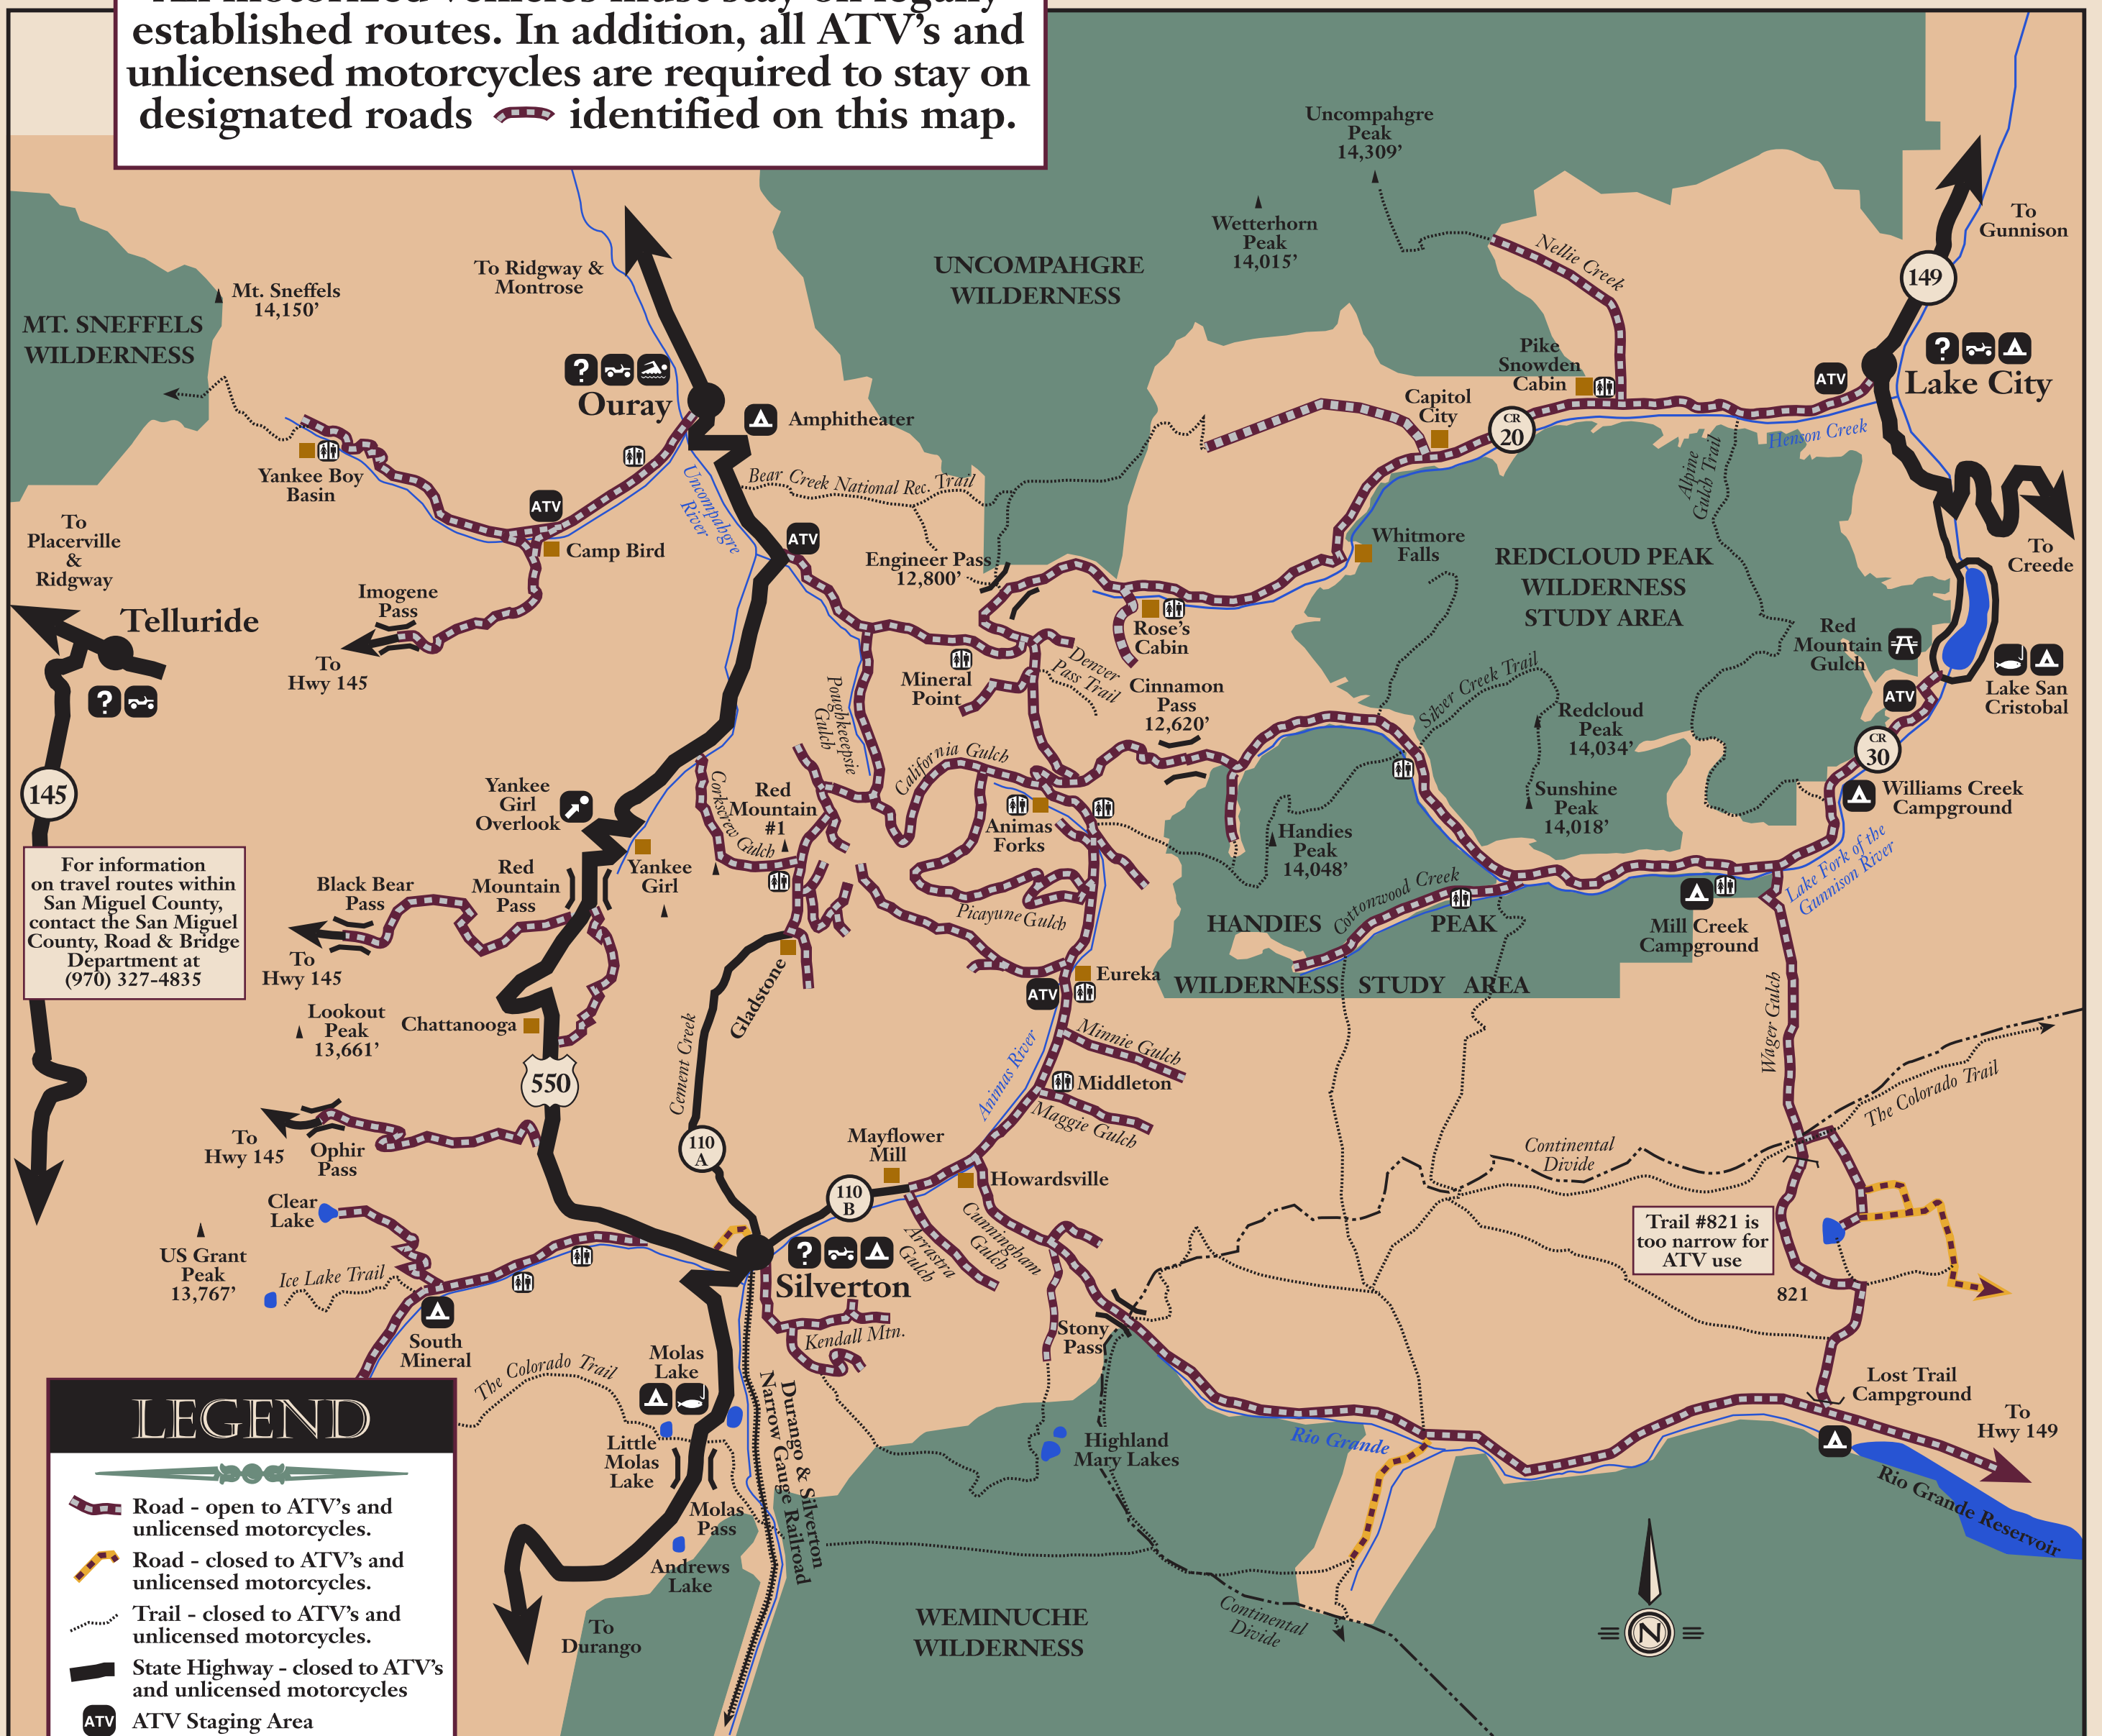 established routes. In addition, all ATV's and
unlicensed motorcycles are required to stay on
designated roads identified on this map.
Uncompahgre
Peak
14,309'
Wetterhorn
Peak
14,015'
UNCOMPAHGRE
WILDERNESS
Nellie Creek
To
Gunnison
149
Lake City
To Ridgway &
Montrose
Mt. Sneffels
14,150'
MT. SNEFFELS
WILDERNESS
Ouray
Amphitheater
Pike
Snowden
Cabin
Capitol
City
CR
20
ATV
Henson Creek
Alpine
Gulch Trail
Yankee Boy
Basin
ATV
Camp Bird
Uncompahgre
River
Bear Creek National Rec. Trail
ATV
Engineer Pass
12,800'
Whitmore
Falls
REDCLOUD PEAK
WILDERNESS
STUDY AREA
To
Creede
To
Placerville
&
Ridgway
Telluride
Imogene
Pass
To
Hwy 145
145
Rose's
Cabin
Mineral
Point
Denver
Pass Trail
Cinnamon
Pass
12,620'
Poughkeeepsie
Gulch
Silver Creek Trail
Redcloud
Peak
14,034'
Sunshine
Peak
14,018'
Red
Mountain
Gulch
ATV
Lake San
Cristobal
CR
30
Williams Creek
Campground
Lake Fork of the
Gunnison River
Yankee
Girl
Overlook
Corkscrew Gulch
Red
Mountain
#1
California Gulch
Animas
Forks
Handies
Peak
14,048'
HANDIES PEAK
WILDERNESS STUDY AREA
Cottonwood Creek
Mill Creek
Campground
Wager Gulch
For information
on travel routes within
San Miguel County,
contact the San Miguel
County, Road & Bridge
Department at
(970) 327-4835
Black Bear
Pass
Red
Mountain
Pass
Yankee
Girl
To
Hwy 145
Picayune Gulch
Gladstone
Eureka
ATV
Lookout
Peak
13,661'
Chattanooga
550
Cement Creek
Animas River
Minnie Gulch
Middleton
Maggie Gulch
To
Hwy 145
Ophir
Pass
110
A
Mayflower
Mill
110
B
Howardsville
Continental
Divide
The Colorado Trail
Clear
Lake
US Grant
Peak
13,767'
Ice Lake Trail
South
Mineral
Silverton
Arrastra
Gulch
Cunningham
Gulch
Kendall Mtn.
Stony
Pass
Trail #821 is
too narrow for
ATV use
821
Lost Trail
Campground
To
Hwy 149
Rio Grande
Rio Grande Reservoir
The Colorado Trail
Molas
Lake
Little
Molas
Lake
Molas
Pass
Andrews
Lake
Durango & Silverton
Narrow Gauge Railroad
Highland
Mary Lakes
WEMINUCHE
WILDERNESS
Continental
Divide
To
Durango
N
LEGEND
Road - open to ATV's and
unlicensed motorcycles.
Road - closed to ATV's and
unlicensed motorcycles.
Trail - closed to ATV's and
unlicensed motorcycles.
State Highway - closed to ATV's
and unlicensed motorcycles
ATV
ATV Staging Area